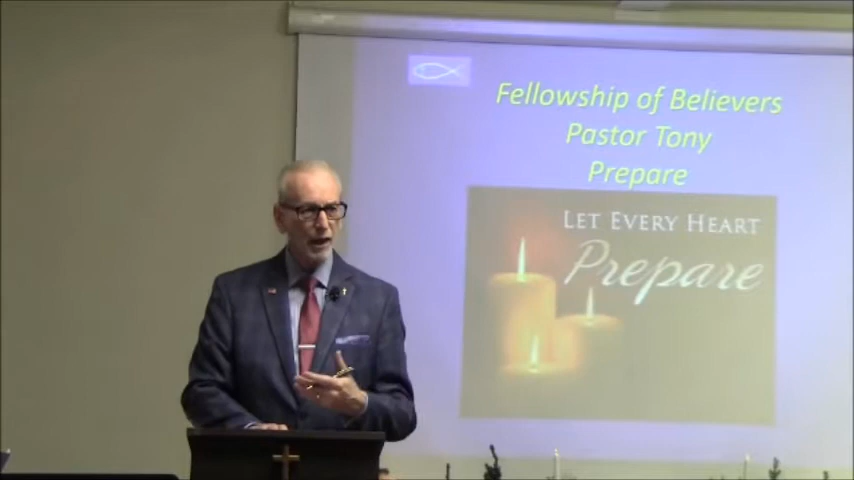 Fellowship of Believers
Pastor Tony
Prepare
LET EVERY HEART
Prepare